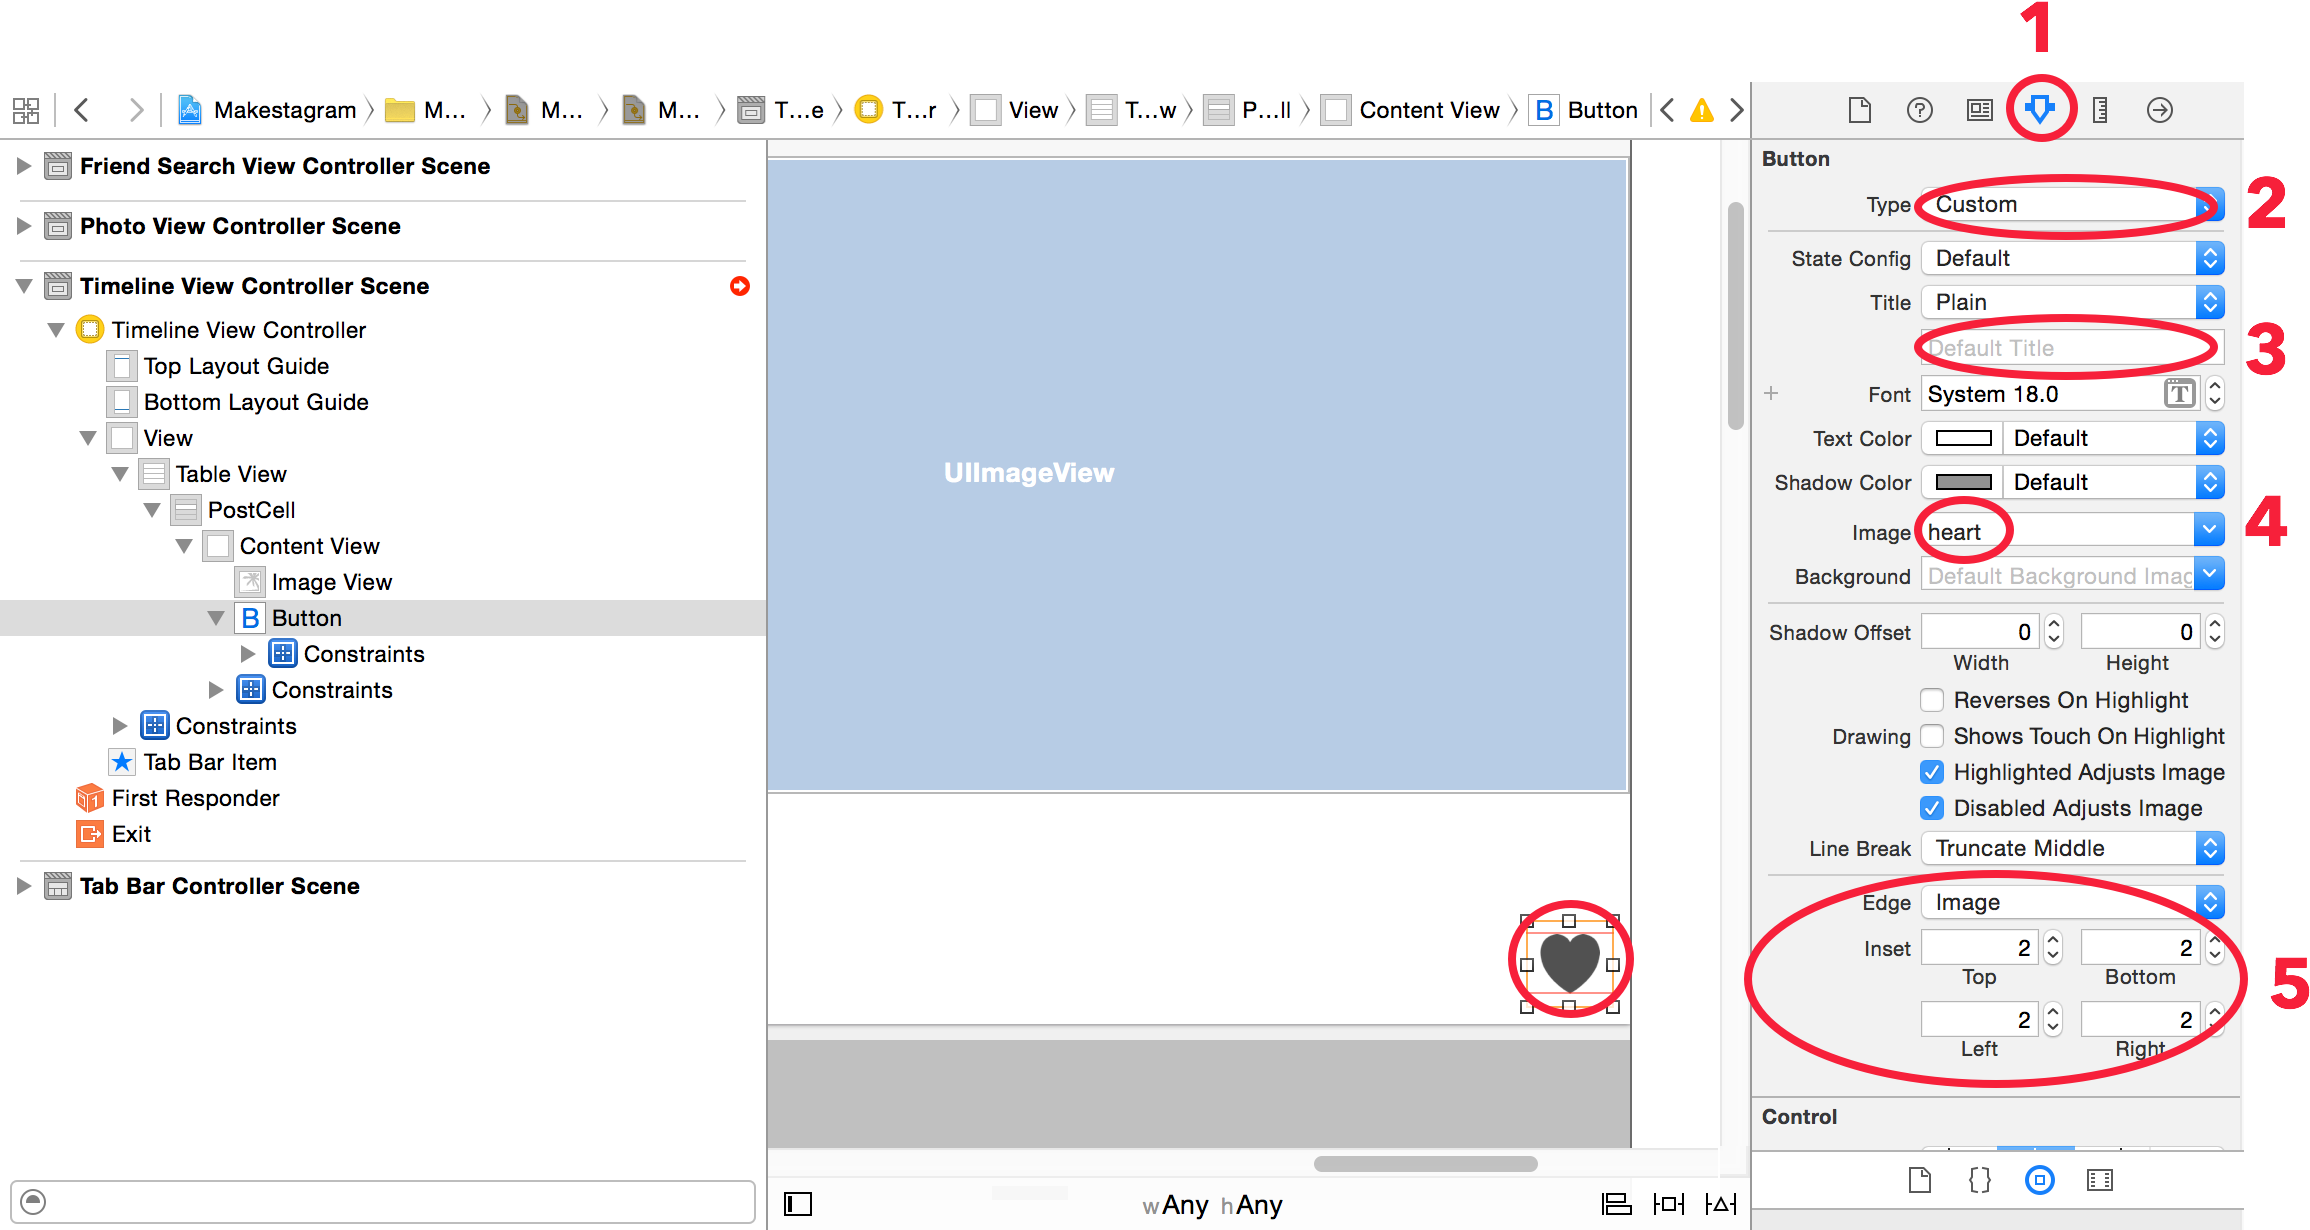 1
Makestagram M... M... M... T...e T...r View T...w P...ll Content View B Button
Friend Search View Controller Scene
Photo View Controller Scene
Timeline View Controller Scene
Timeline View Controller
Top Layout Guide
Bottom Layout Guide
View
Table View
PostCell
Content View
Image View
B Button
Constraints
Constraints
Constraints
Tab Bar Item
1 First Responder
Exit
Tab Bar Controller Scene
UIImageView
wAny hAny
Button
Type Custom 2
State Config Default
Title Plain
Default Title 3
+ Font System 18.0 T
Text Color Default
Shadow Color Default
Image heart 4
Background Default Background Imag
Shadow Offset 0 0
Width Height
Reverses On Highlight
Drawing Shows Touch On Highlight
Highlighted Adjusts Image
Disabled Adjusts Image
Line Break Truncate Middle
Edge Image
Inset 2 2
Top Bottom 5
2 2
Left Right
Control
{}